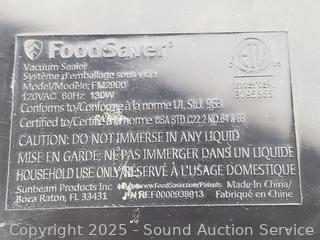 FoodSaver®
Vacuum Sealer
Système d'emballage sous vide
Model/Modèle: FM2900
120VAC 60Hz 130W
Conforms to/Conforme à la norme UL Std. 983
Certified to/Certifié à la norme CSA STD. C22.2 NO. 64 & 68
Intertek
CAUTION: DO NOT IMMERSE IN ANY LIQUID
MISE EN GARDE: NE PAS IMMERGER DANS UN LIQUIDE
HOUSEHOLD USE ONLY/RÉSERVÉ À L'USAGE DOMESTIQUE
Sunbeam Products Inc www.FoodSaver.com/Patents Made in China/
Boca Raton, FL 33431 Fabriqué en Chine
Copyright 2025 - Sound Auction Service